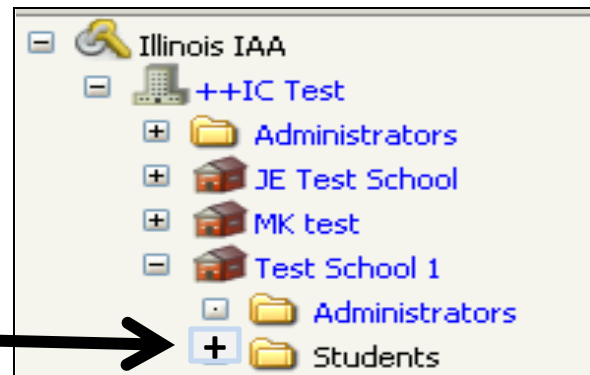 Illinois IAA
++IC Test
Administrators
JE Test School
MK test
Test School 1
Administrators
Students